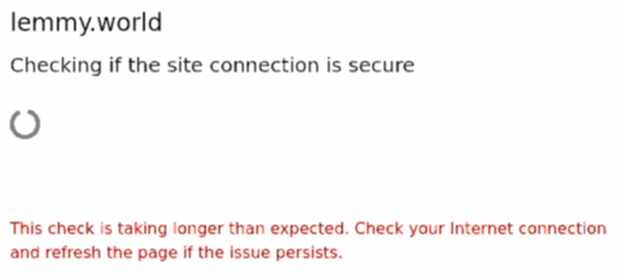 lemmy.world
Checking if the site connection is secure
This check is taking longer than expected. Check your Internet connection
and refresh the page if the issue persists.